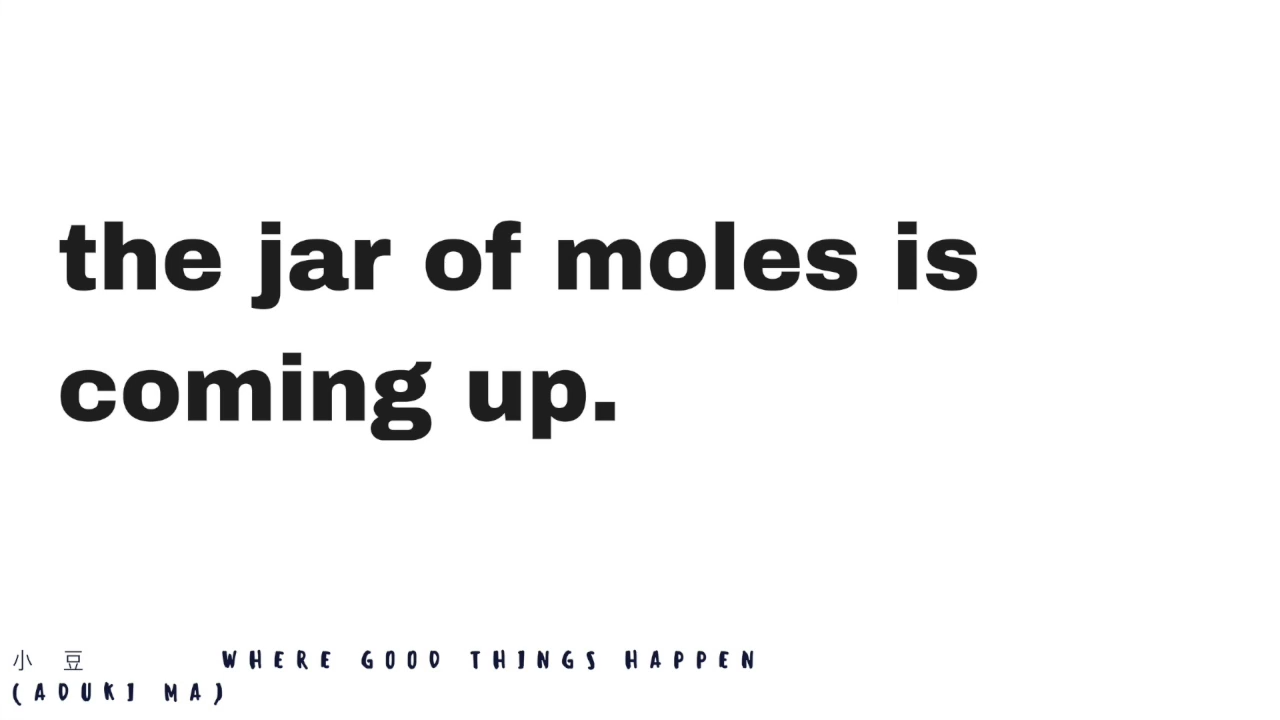 the jar of moles is
coming up.
小 豆 WHERE GOOD THINGS HAPPEN
(ADUKI MA)